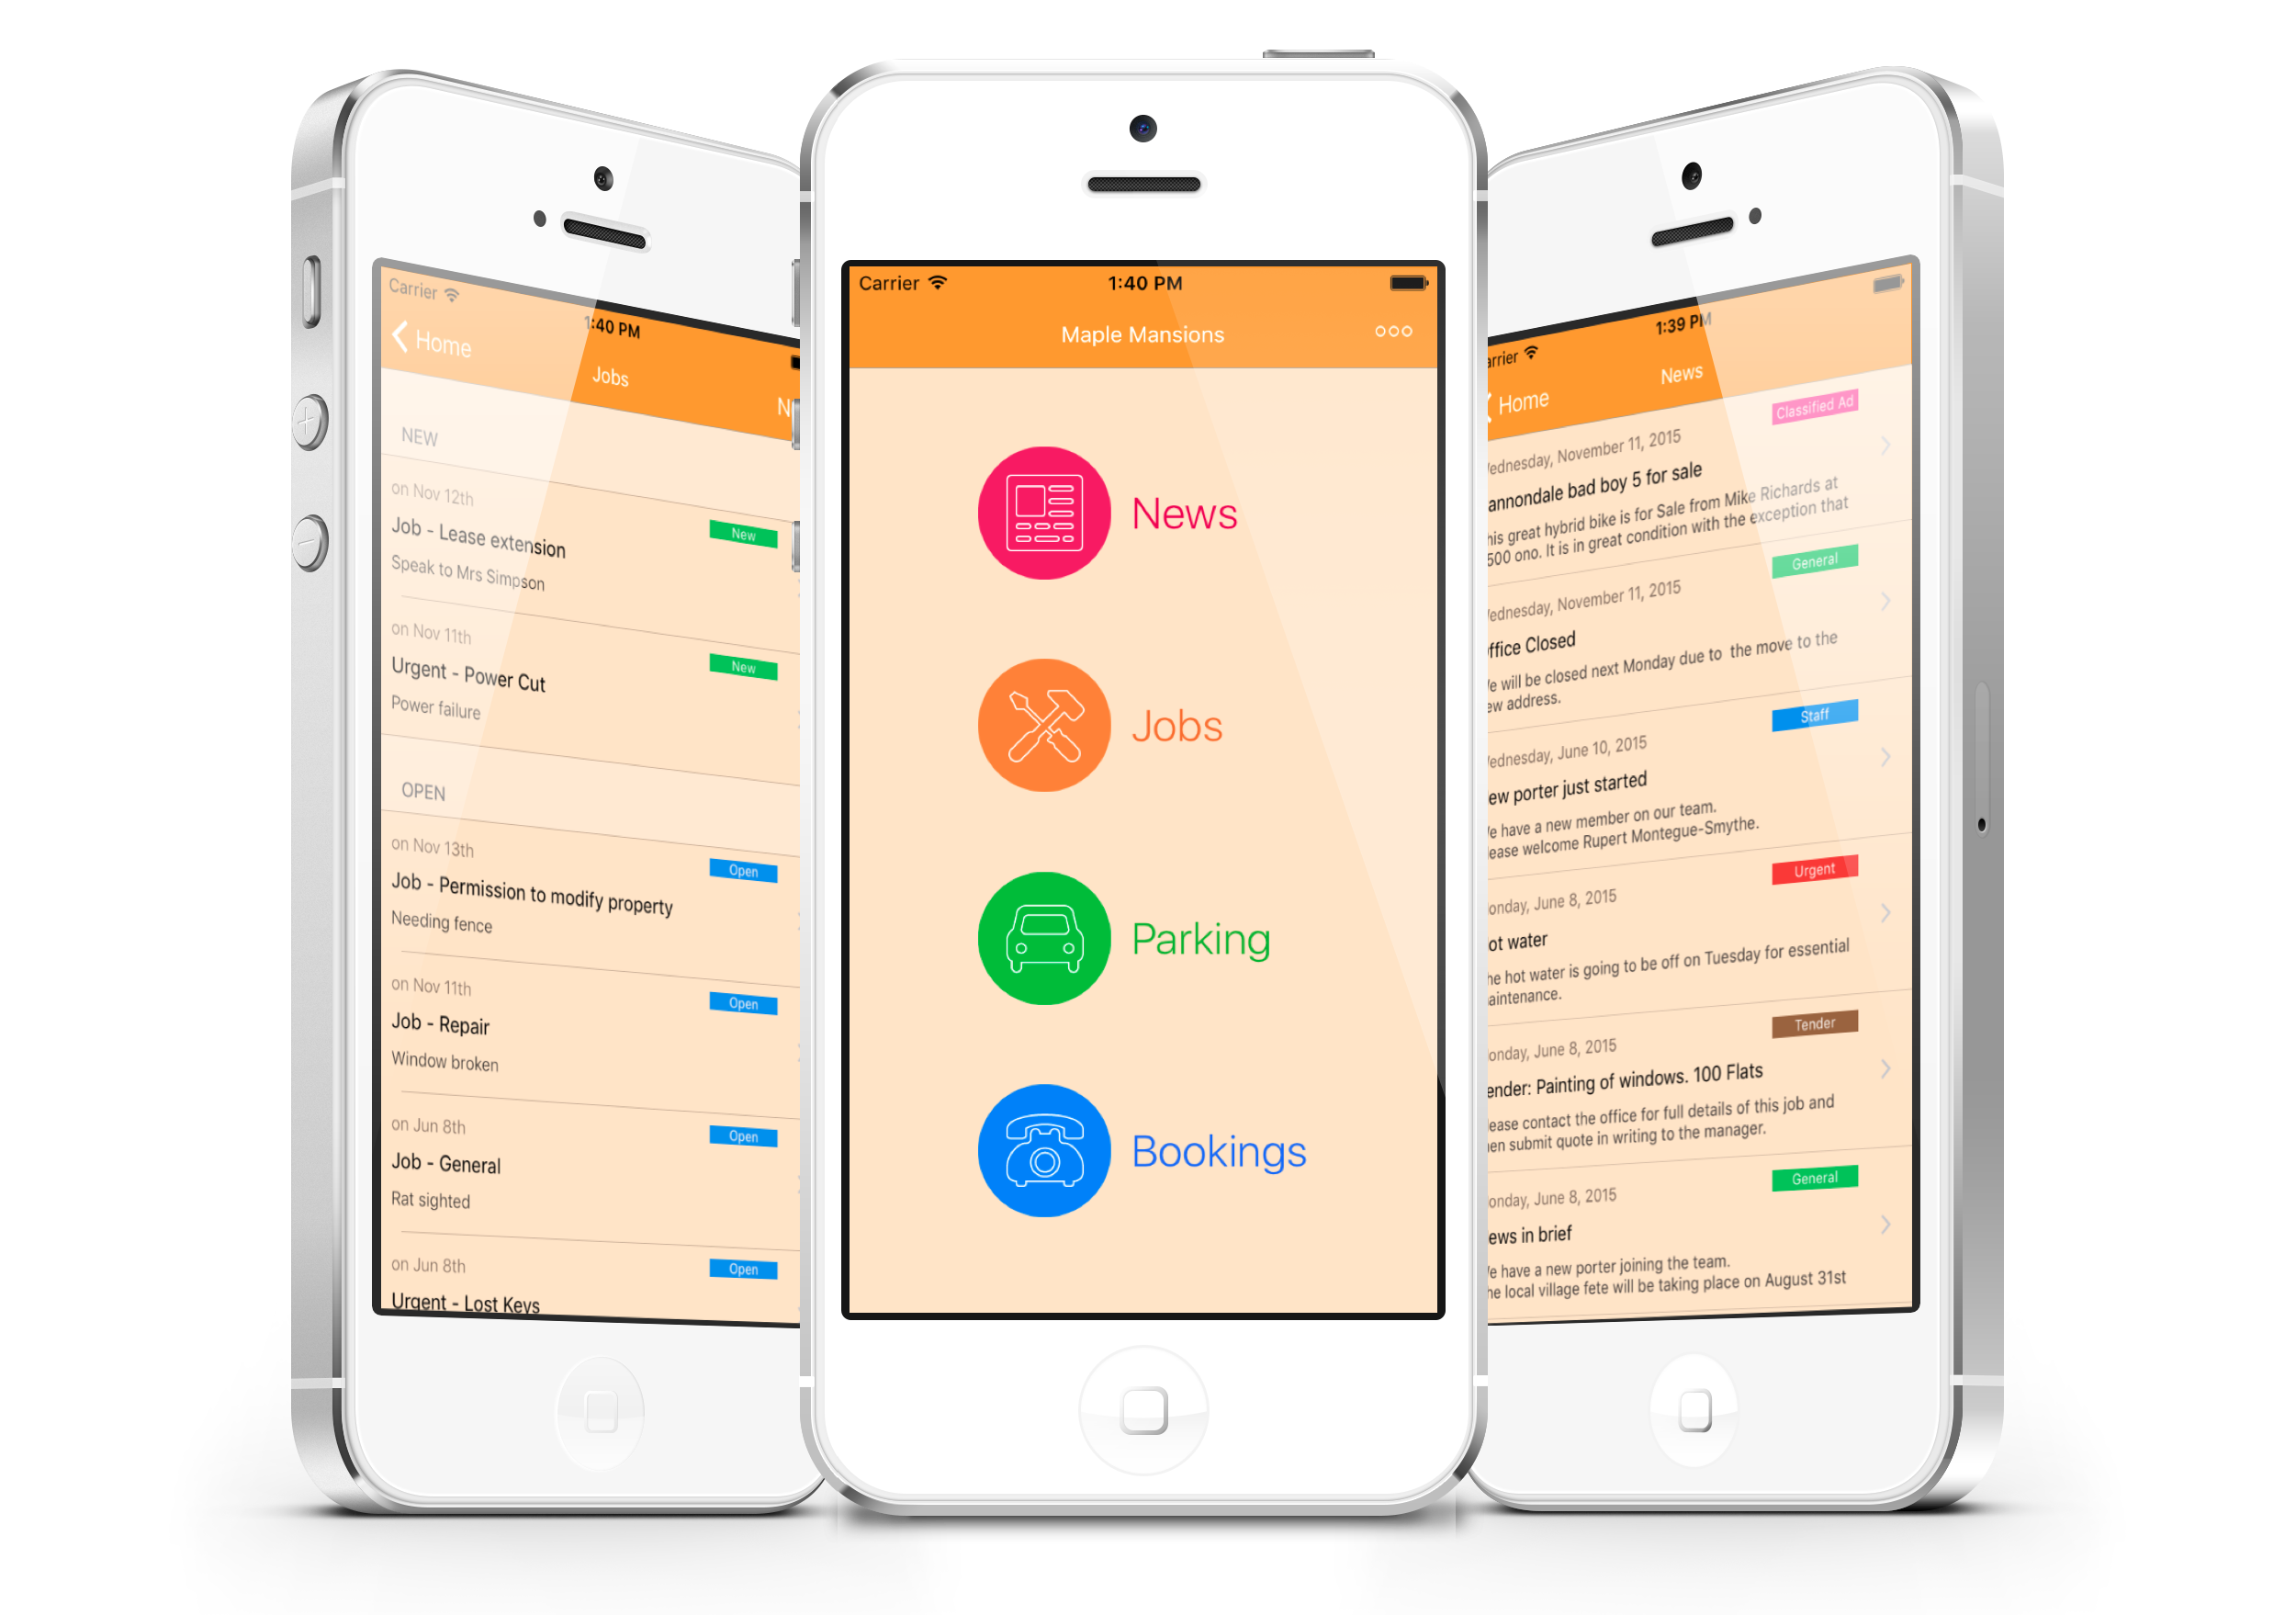 Carrier
1:40 PM
Home
Jobs
NEW
on Nov 12th
New
Job - Lease extension
Speak to Mrs Simpson
on Nov 11th
New
Urgent - Power Cut
Power failure
OPEN
on Nov 13th
Open
Job - Permission to modify property
Needing fence
on Nov 11th
Open
Job - Repair
Window broken
on Jun 8th
Open
Job - General
Rat sighted
on Jun 8th
Open
Urgent - Lost Keys
Carrier
1:40 PM
Maple Mansions
News
Jobs
Parking
Bookings
arrier
1:39 PM
Home
News
Classified Ad
ednesday, November 11, 2015
annondale bad boy 5 for sale
his great hybrid bike is for Sale from Mike Richards at
500 ono. It is in great condition with the exception that
General
ednesday, November 11, 2015
ffice Closed
e will be closed next Monday due to the move to the
ew address.
Staff
ednesday, June 10, 2015
ew porter just started
e have a new member on our team.
ease welcome Rupert Montegue-Smythe.
Urgent
onday, June 8, 2015
ot water
he hot water is going to be off on Tuesday for essential
aintenance.
Tender
onday, June 8, 2015
ender: Painting of windows. 100 Flats
ease contact the office for full details of this job and
en submit quote in writing to the manager.
General
onday, June 8, 2015
ews in brief
e have a new porter joining the team.
he local village fete will be taking place on August 31st